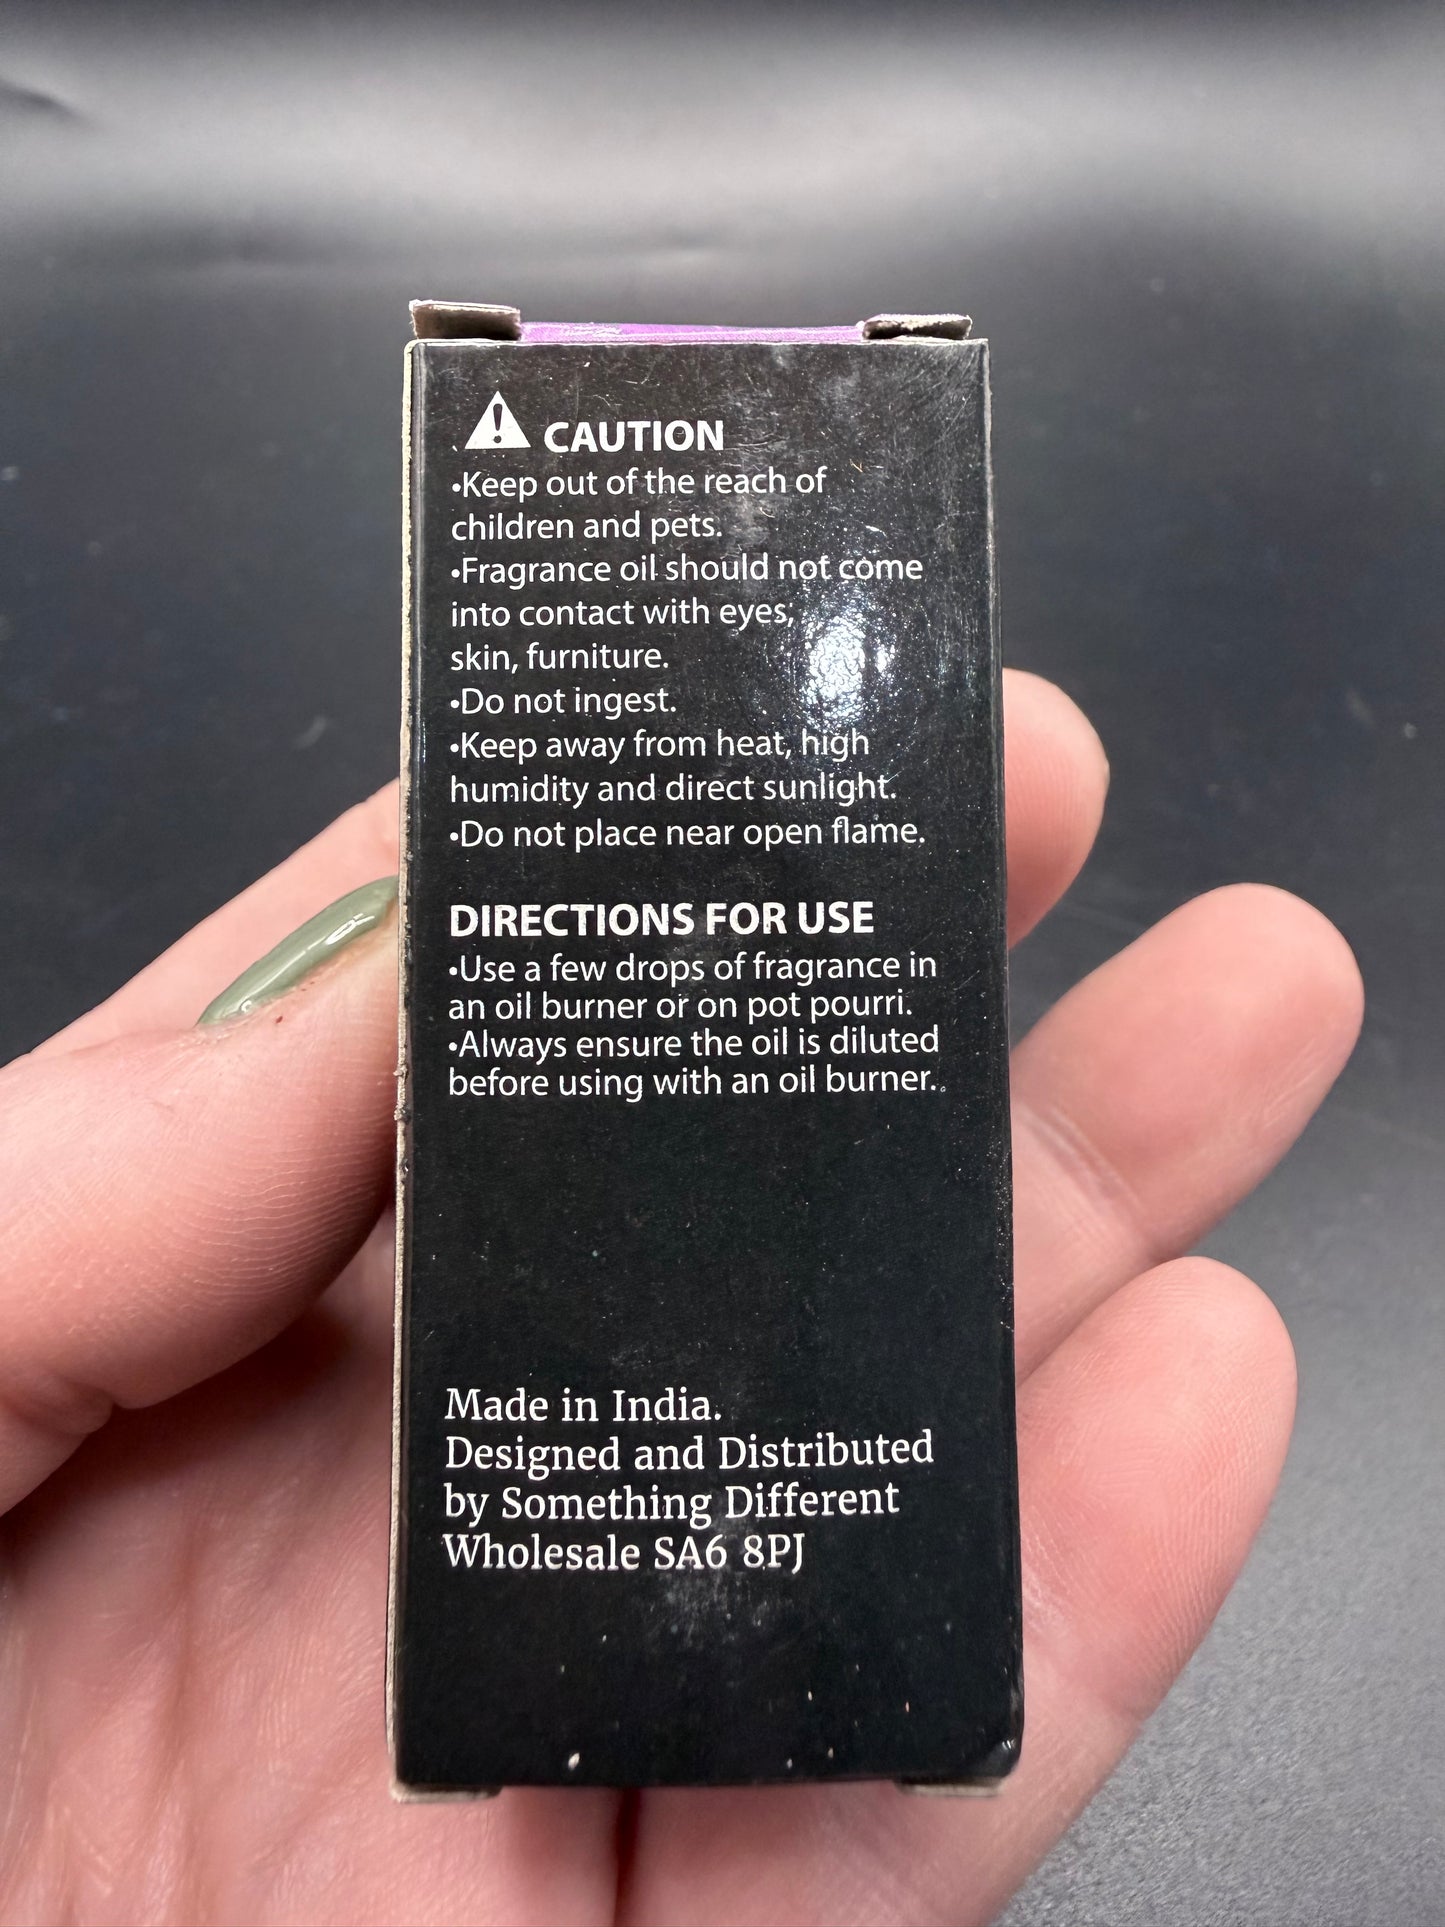 CAUTION
•Keep out of the reach of
children and pets.
•Fragrance oil should not come
into contact with eyes;
skin, furniture.
•Do not ingest.
•Keep away from heat, high
humidity and direct sunlight.
•Do not place near open flame.
DIRECTIONS FOR USE
•Use a few drops of fragrance in
an oil burner or on pot pourri.
•Always ensure the oil is diluted
before using with an oil burner.
Made in India.
Designed and Distributed
by Something Different
Wholesale SA6 8PJ